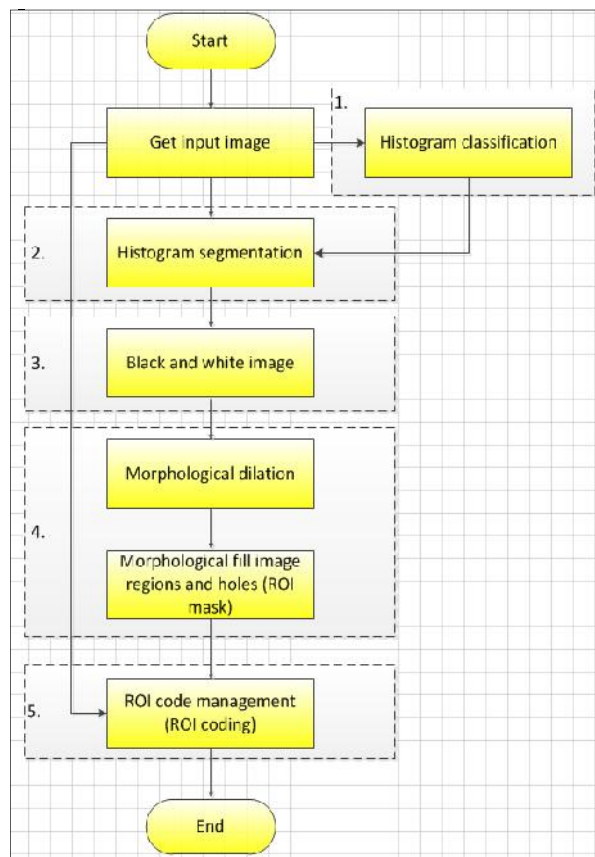 Start
1.
Get input image
Histogram classification
2.
Histogram segmentation
3.
Black and white image
4.
Morphological dilation
Morphological fill image
regions and holes (ROI
mask)
5.
ROI code management
(ROI coding)
End